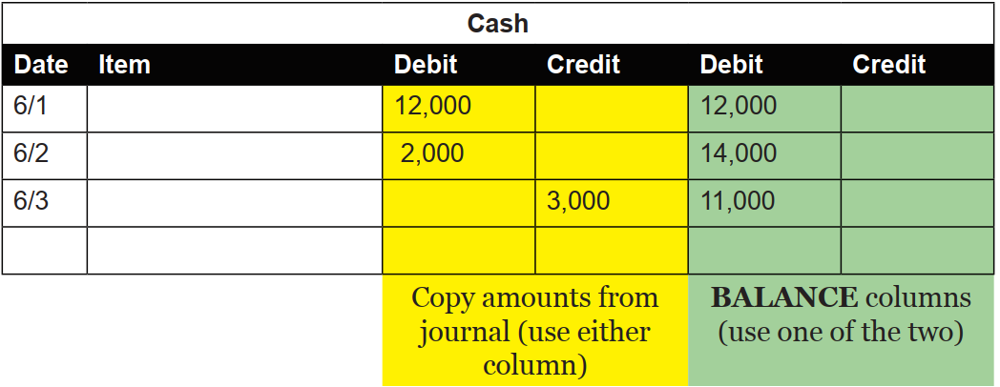 Cash
Date Item Debit Credit Debit Credit
6/1 12,000 12,000
6/2 2,000 14,000
6/3 3,000 11,000
Copy amounts from
journal (use either
column)
BALANCE columns
(use one of the two)